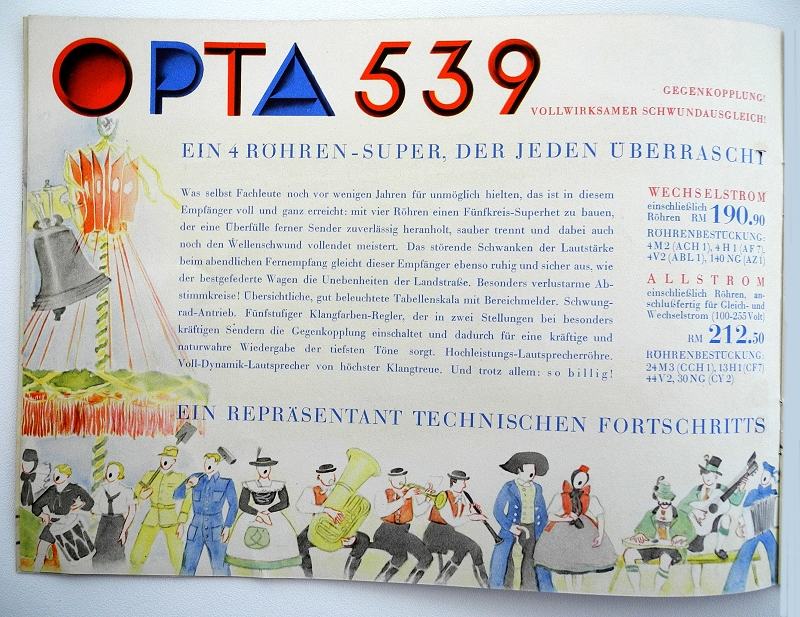 OPTA 539
GEGENKOPPLUNG!
VOLLWIRKSAMER SCHWUNDAUSGLEICH!
EIN 4 RÖHREN-SUPER, DER JEDEN ÜBERRASCHT
Was selbst Fachleute noch vor wenigen Jahren für unmöglich hielten, das ist in diesem
Empfänger voll und ganz erreicht: mit vier Röhren einen Fünfkreis-Superhet zu bauen,
der eine Überfülle ferner Sender zuverlässig heranholt, sauber trennt und dabei auch
noch den Wellenschwund vollendet meistert. Das störende Schwanken der Lautstärke
beim abendlichen Fernempfang gleicht dieser Empfänger ebenso ruhig und sicher aus, wie
der bestgefederte Wagen die Unebenheiten der Landstraße. Besonders verlustarme Ab-
stimmkreise! Übersichtliche, gut beleuchtete Tabellenskala mit Bereichmelder. Schwung-
rad-Antrieb. Fünfstufiger Klangfarben-Regler, der in zwei Stellungen bei besonders
kräftigen Sendern die Gegenkopplung einschaltet und dadurch für eine kräftige und
naturwahre Wiedergabe der tiefsten Töne sorgt. Hochleistungs-Lautsprecherröhre.
Voll-Dynamik-Lautsprecher von höchster Klangtreue. Und trotz allem: so billig!
WECHSELSTROM
einschließlich
Röhren RM 190.90
RÖHRENBESTÜCKUNG:
4 M 2 (ACH 1), 4 H 1 (AF 7),
4 V 2 (ABL 1), 140 NG (AZ 1)
ALLSTROM
einschließlich Röhren, an-
schlußfertig für Gleich- und
Wechselstrom (100-255 Volt)
RM 212.50
RÖHRENBESTÜCKUNG:
24 M 3 (CCH 1), 13 H 1 (CF 7)
44 V 2, 30 NG (CY 2)
EIN REPRÄSENTANT TECHNISCHEN FORTSCHRITTS